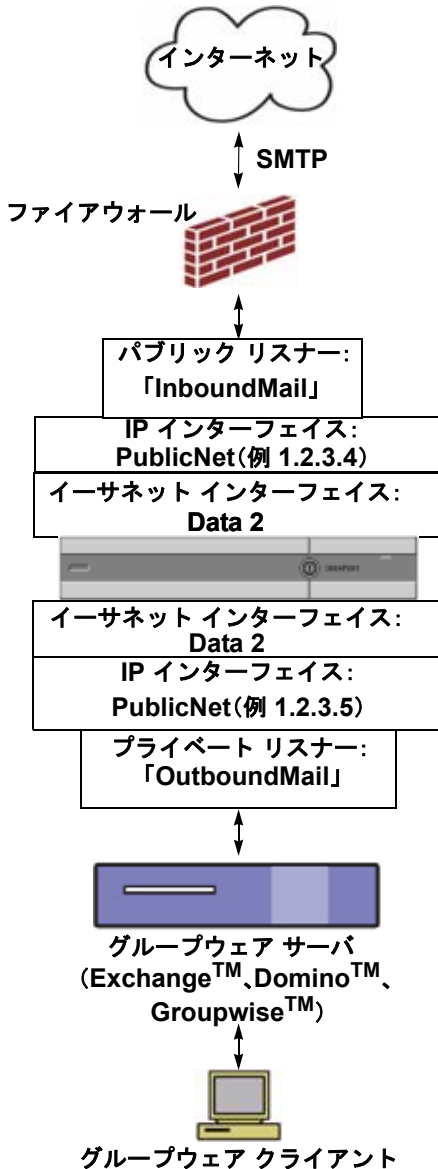 インターネット
SMTP
ファイアウォール
パブリック リスナー:
「InboundMail」
IP インターフェイス:
PublicNet(例 1.2.3.4)
イーサネット インターフェイス:
Data 2
IRONPORT
イーサネット インターフェイス:
Data 2
IP インターフェイス:
PublicNet(例 1.2.3.5)
プライベート リスナー:
「OutboundMail」
グループウェア サーバ
(Exchange™、Domino™、
Groupwise™)
グループウェア クライアント